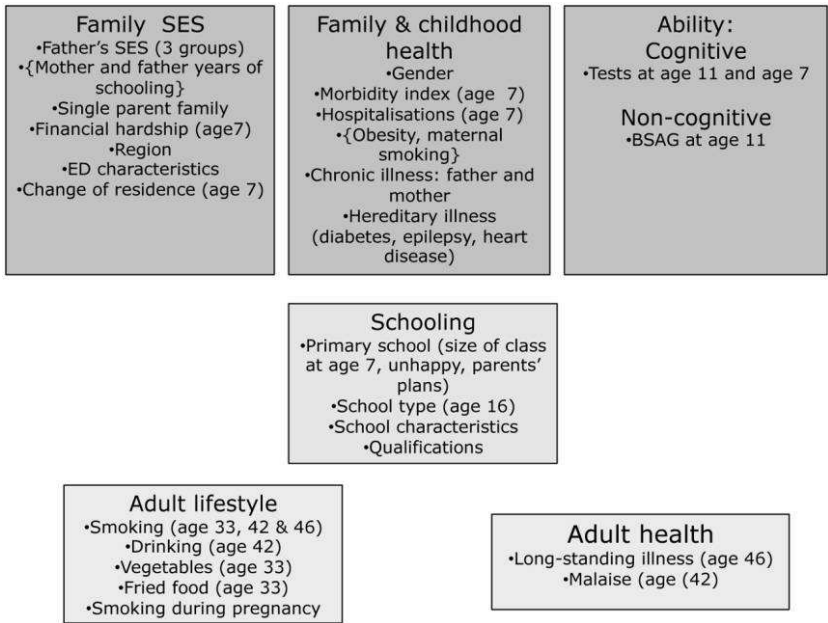 Family SES
•Father's SES (3 groups)
•{Mother and father years of
schooling}
•Single parent family
•Financial hardship (age7)
•Region
•ED characteristics
•Change of residence (age 7)
Family & childhood
health
•Gender
•Morbidity index (age 7)
•Hospitalisations (age 7)
•{Obesity, maternal
smoking}
•Chronic illness: father and
mother
•Hereditary illness
(diabetes, epilepsy, heart
disease)
Ability:
Cognitive
•Tests at age 11 and age 7
Non-cognitive
•BSAG at age 11
Schooling
•Primary school (size of class
at age 7, unhappy, parents'
plans)
•School type (age 16)
•School characteristics
•Qualifications
Adult lifestyle
•Smoking (age 33, 42 & 46)
•Drinking (age 42)
•Vegetables (age 33)
•Fried food (age 33)
•Smoking during pregnancy
Adult health
•Long-standing illness (age 46)
•Malaise (age (42)